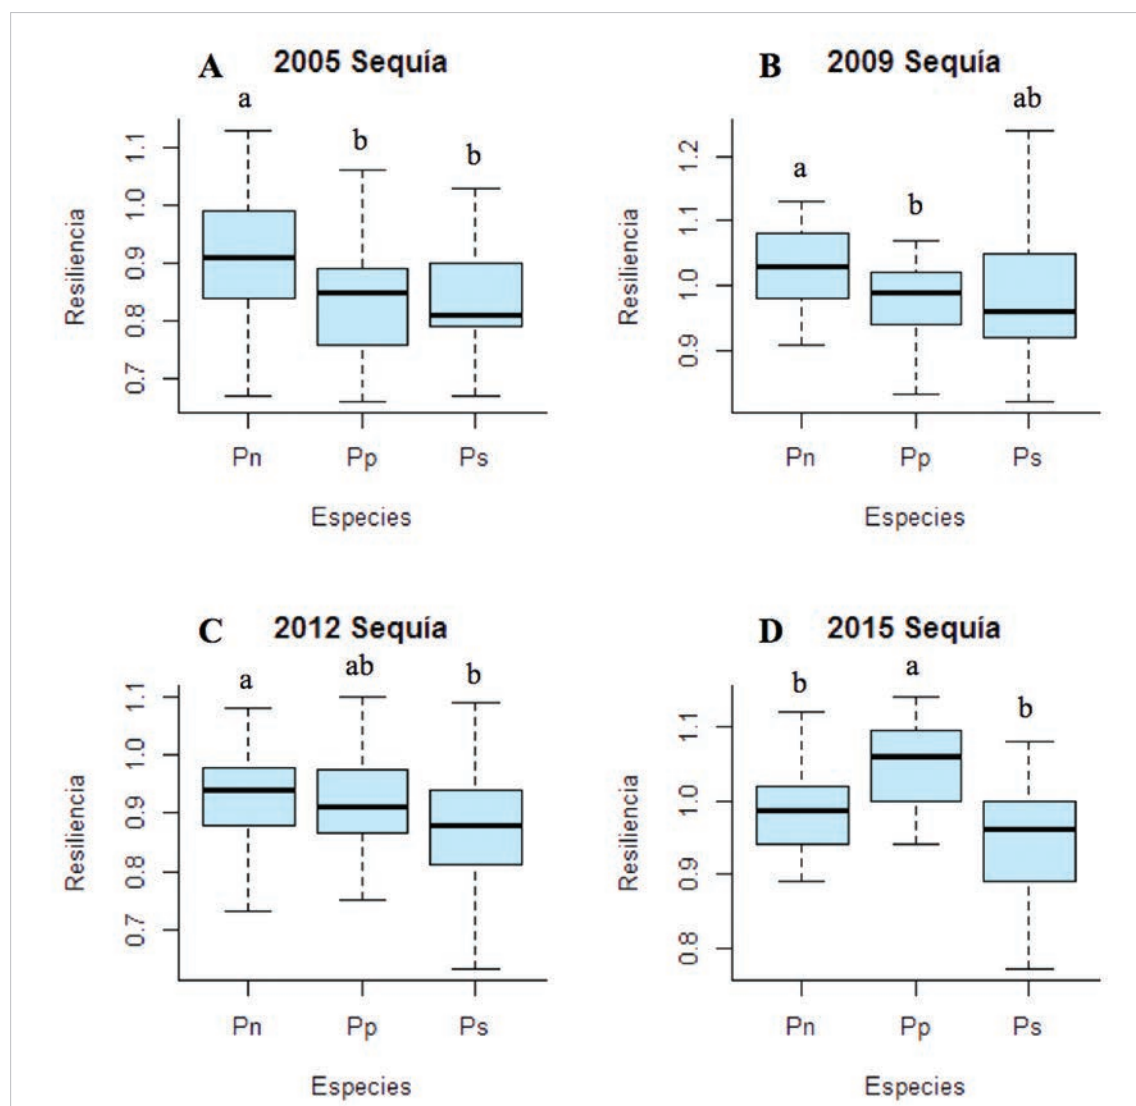 A 2005 Sequía
a
b
b
Resiliencia
1.1
1.0
0.9
0.8
0.7
Pn Pp Ps
Especies
B 2009 Sequía
a
b
ab
Resiliencia
1.2
1.1
1.0
0.9
Pn Pp Ps
Especies
C 2012 Sequía
a
ab
b
Resiliencia
1.1
1.0
0.9
0.8
0.7
Pn Pp Ps
Especies
D 2015 Sequía
b
a
b
Resiliencia
1.1
1.0
0.9
0.8
Pn Pp Ps
Especies